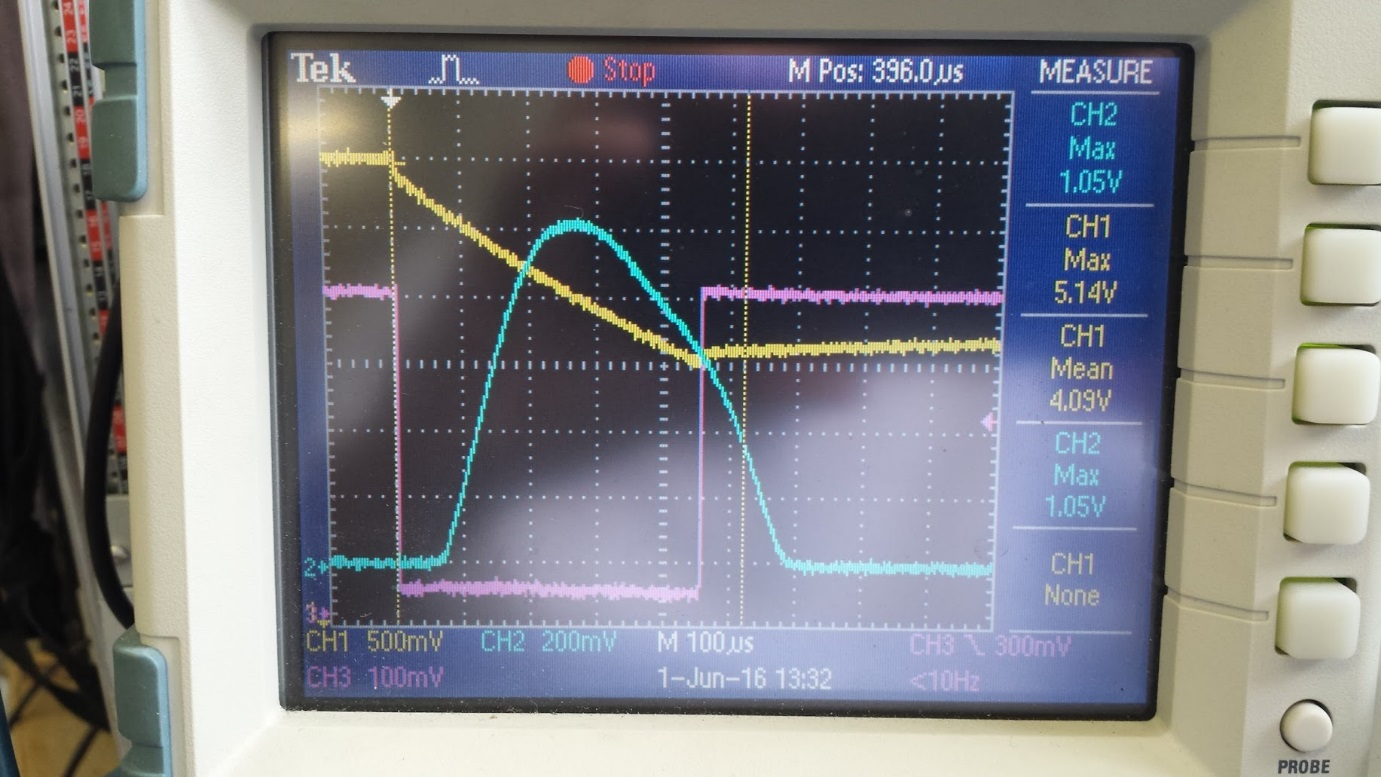 Tek Stop M Pos: 396.0µs MEASURE
CH2
Max
1.05V
CH1
Max
5.14V
CH1
Mean
4.09V
CH2
Max
1.05V
CH1
None
2
3
CH1 500mV CH2 200mV M 100µs CH3 300mV
CH3 100mV 1-Jun-16 13:32 <10Hz
PROBE